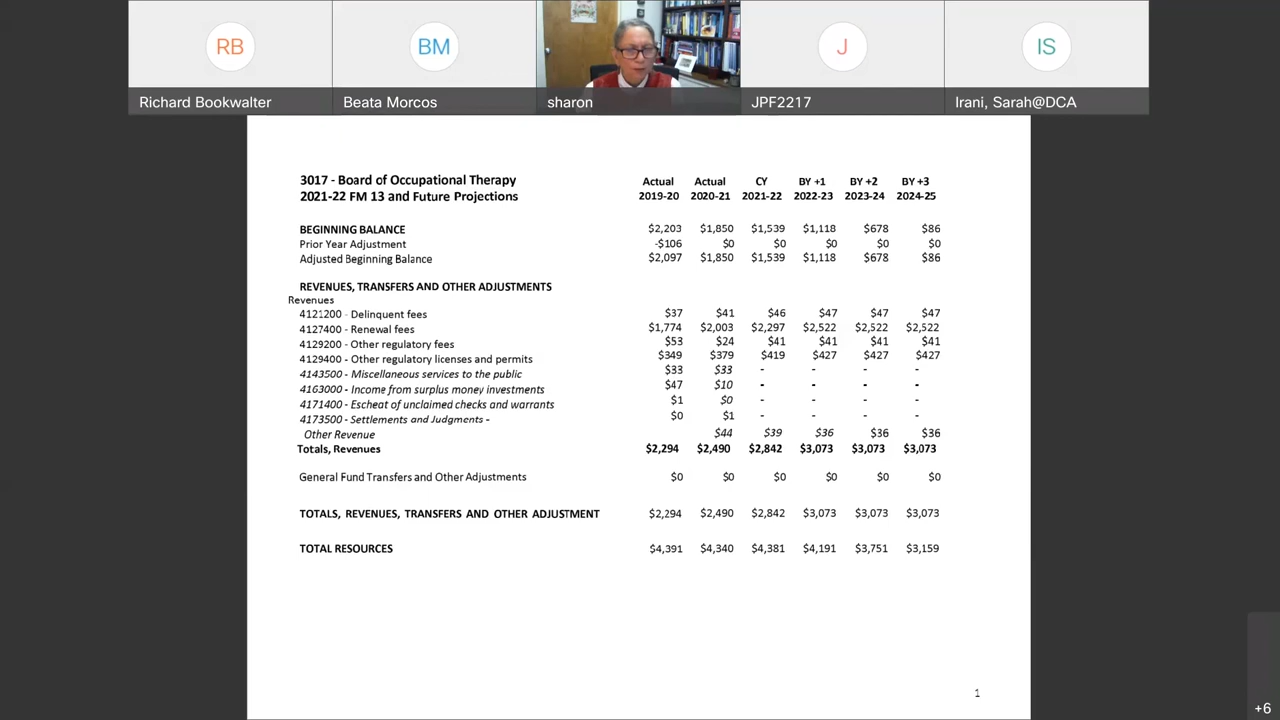 RB
BM
J
IS
Richard Bookwalter
Beata Morcos
sharon
JPF2217
Irani, Sarah@DCA
3017 - Board of Occupational Therapy Actual Actual CY BY +1 BY +2 BY +3
2021-22 FM 13 and Future Projections 2019-20 2020-21 2021-22 2022-23 2023-24 2024-25
BEGINNING BALANCE $2,203 $1,850 $1,539 $1,118 $678 $86
Prior Year Adjustment -$106 $0 $0 $0 $0 $0
Adjusted Beginning Balance $2,097 $1,850 $1,539 $1,118 $678 $86
REVENUES, TRANSFERS AND OTHER ADJUSTMENTS
Revenues
4121200 - Delinquent fees $37 $41 $46 $47 $47 $47
4127400 - Renewal fees $1,774 $2,003 $2,297 $2,522 $2,522 $2,522
4129200 - Other regulatory fees $53 $24 $41 $41 $41 $41
4129400 - Other regulatory licenses and permits $349 $379 $419 $427 $427 $427
4143500 - Miscellaneous services to the public $33 $33 - - - -
4163000 - Income from surplus money investments $47 $10 - - - -
4171400 - Escheat of unclaimed checks and warrants $1 $0 - - - -
4173500 - Settlements and Judgments - $0 $1 - - - -
Other Revenue $44 $39 $36 $36 $36
Totals, Revenues $2,294 $2,490 $2,842 $3,073 $3,073 $3,073
General Fund Transfers and Other Adjustments $0 $0 $0 $0 $0 $0
TOTALS, REVENUES, TRANSFERS AND OTHER ADJUSTMENT $2,294 $2,490 $2,842 $3,073 $3,073 $3,073
TOTAL RESOURCES $4,391 $4,340 $4,381 $4,191 $3,751 $3,159
1
+6